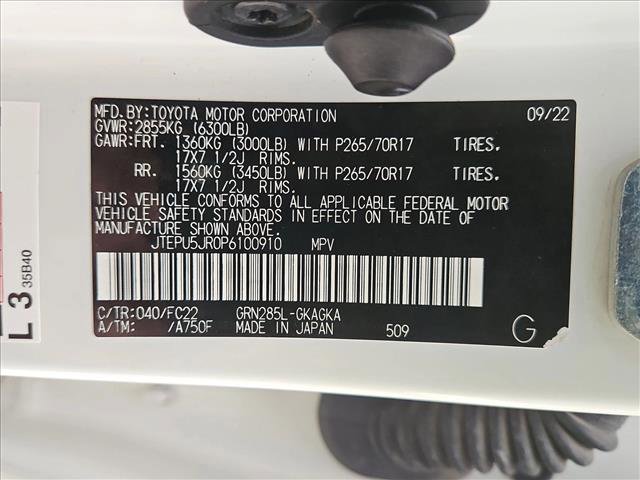 MFD.BY:TOYOTA MOTOR CORPORATION 09/22
GVWR:2855KG (6300LB)
GAWR:FRT. 1360KG (3000LB) WITH P265/70R17 TIRES.
17X7 1/2J RIMS.
RR. 1560KG (3450LB) WITH P265/70R17 TIRES.
17X7 1/2J RIMS.
THIS VEHICLE CONFORMS TO ALL APPLICABLE FEDERAL MOTOR
VEHICLE SAFETY STANDARDS IN EFFECT ON THE DATE OF
MANUFACTURE SHOWN ABOVE.
JTEPU5JR0P6100910 MPV
C/TR:040/FC22 GRN285L-GKAGKA
A/TM: /A750F MADE IN JAPAN 509 G
L 3 35B40